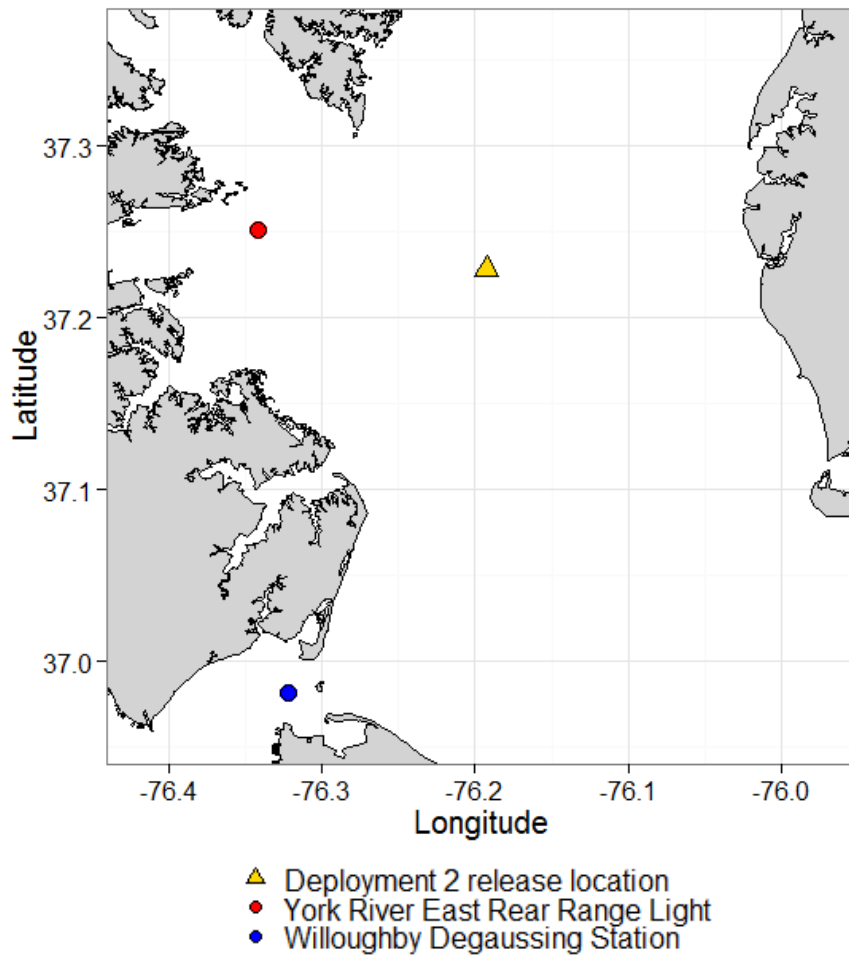 37.3
37.2
37.1
37.0
Latitude
-76.4 -76.3 -76.2 -76.1 -76.0
Longitude
Deployment 2 release location
York River East Rear Range Light
Willoughby Degaussing Station